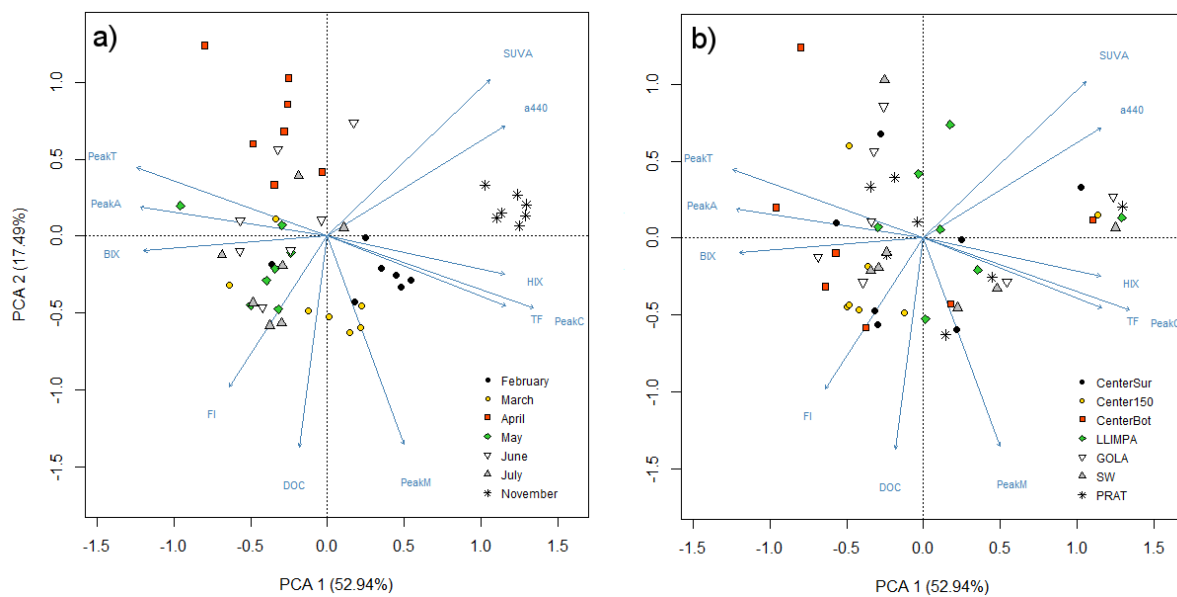 a)
SUVA
a440
PeakT
PeakA
BIX
HIX
TF
PeakC
FI
DOC
PeakM
February
March
April
May
June
July
November
PCA 2 (17.49%)
1.0
0.5
0.0
-0.5
-1.0
-1.5
-1.5 -1.0 -0.5 0.0 0.5 1.0 1.5
PCA 1 (52.94%)
b)
SUVA
a440
PeakT
PeakA
BIX
HIX
TF
PeakC
FI
DOC
PeakM
CenterSur
Center150
CenterBot
LLIMPA
GOLA
SW
PRAT
1.0
0.5
0.0
-0.5
-1.0
-1.5
-1.5 -1.0 -0.5 0.0 0.5 1.0 1.5
PCA 1 (52.94%)